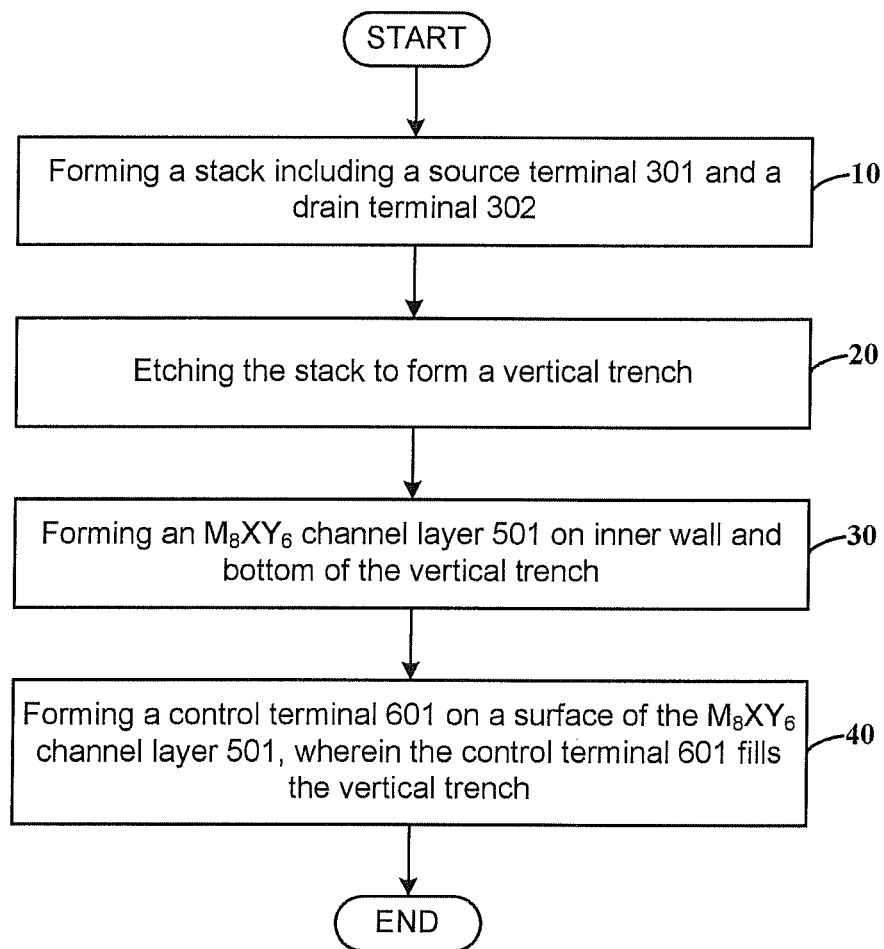 START
Forming a stack including a source terminal 301 and a
drain terminal 302
10
Etching the stack to form a vertical trench
20
Forming an M₈XY₆ channel layer 501 on inner wall and
bottom of the vertical trench
30
Forming a control terminal 601 on a surface of the M₈XY₆
channel layer 501, wherein the control terminal 601 fills
the vertical trench
40
END